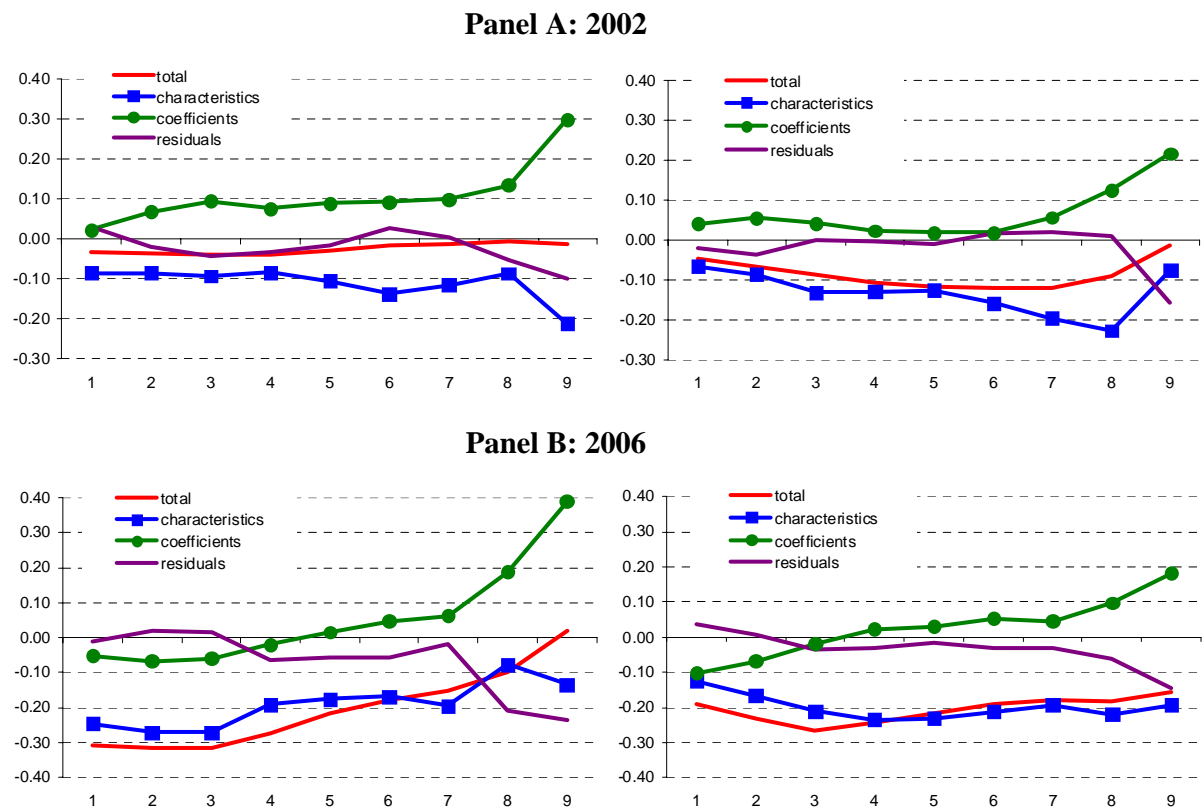 Panel A: 2002
0.40
0.30
0.20
0.10
0.00
-0.10
-0.20
-0.30
total
characteristics
coefficients
residuals
1 2 3 4 5 6 7 8 9
0.40
0.30
0.20
0.10
0.00
-0.10
-0.20
-0.30
total
characteristics
coefficients
residuals
1 2 3 4 5 6 7 8 9
Panel B: 2006
0.40
0.30
0.20
0.10
0.00
-0.10
-0.20
-0.30
-0.40
total
characteristics
coefficients
residuals
1 2 3 4 5 6 7 8 9
0.40
0.30
0.20
0.10
0.00
-0.10
-0.20
-0.30
-0.40
total
characteristics
coefficients
residuals
1 2 3 4 5 6 7 8 9